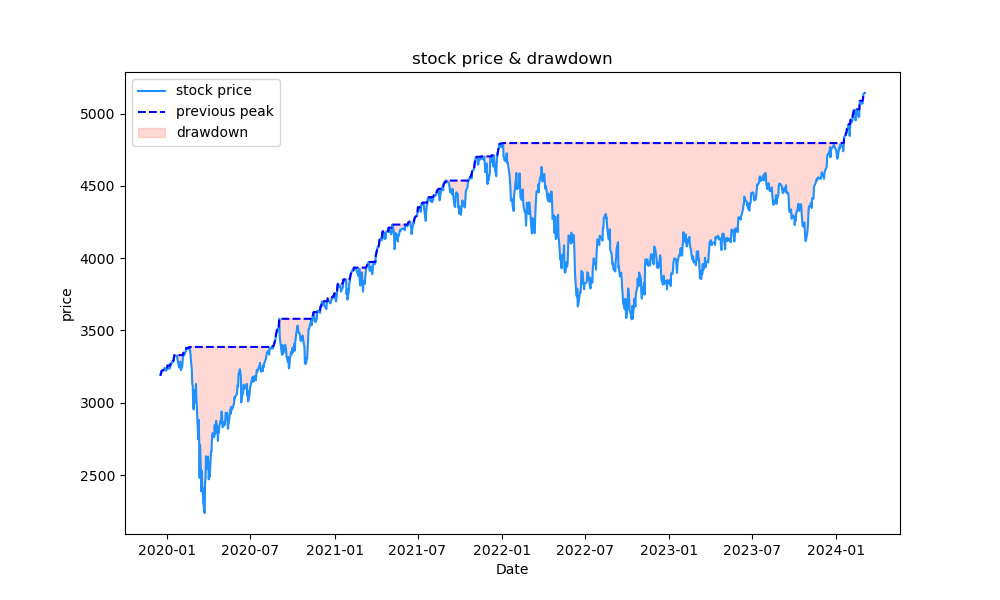 stock price & drawdown
stock price
previous peak
drawdown
5000
4500
4000
3500
3000
2500
price
2020-01 2020-07 2021-01 2021-07 2022-01 2022-07 2023-01 2023-07 2024-01
Date